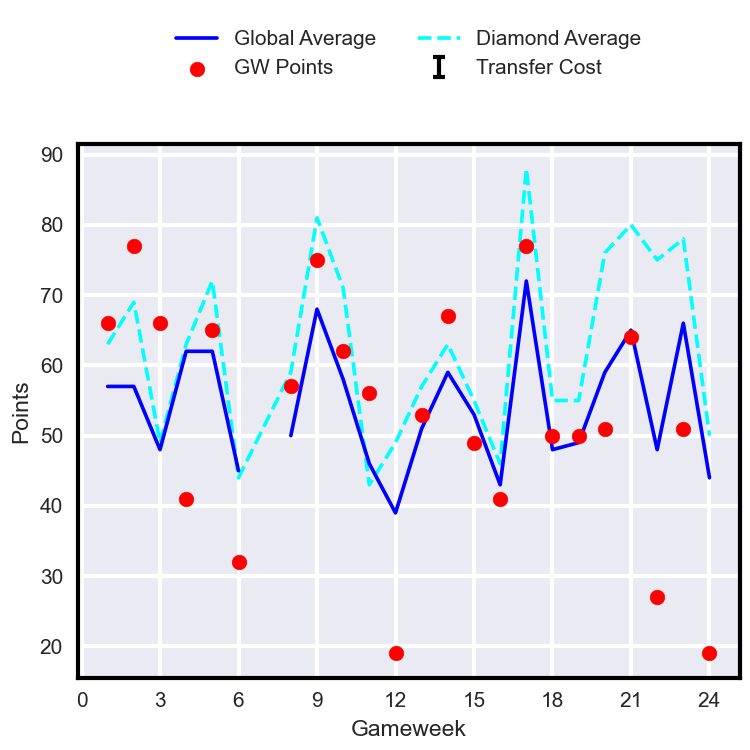 Global Average
Diamond Average
GW Points
Transfer Cost
90
80
70
60
50
40
30
20
Points
0 3 6 9 12 15 18 21 24
Gameweek